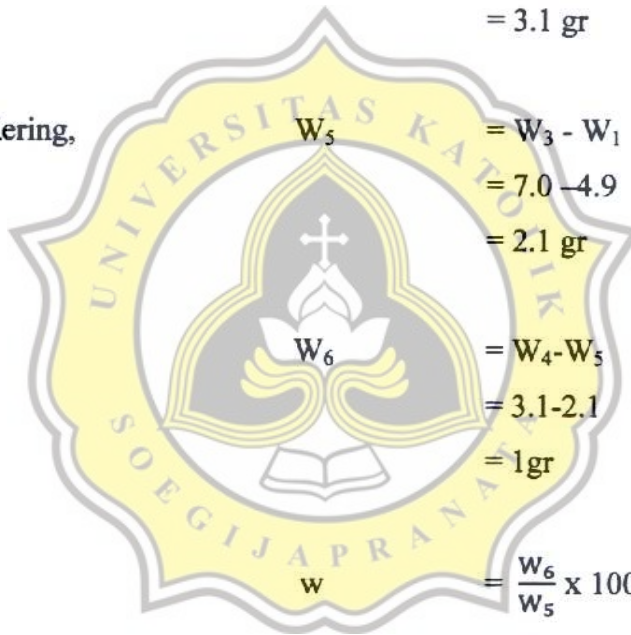 = 3.1 gr
W₅ = W₃ - W₁
= 7.0 –4.9
= 2.1 gr
W₆ = W₄-W₅
= 3.1-2.1
= 1gr
w = W₆/W₅ x 100
UNIVERSITAS KATOLIK
SOEGIJAPRANATA